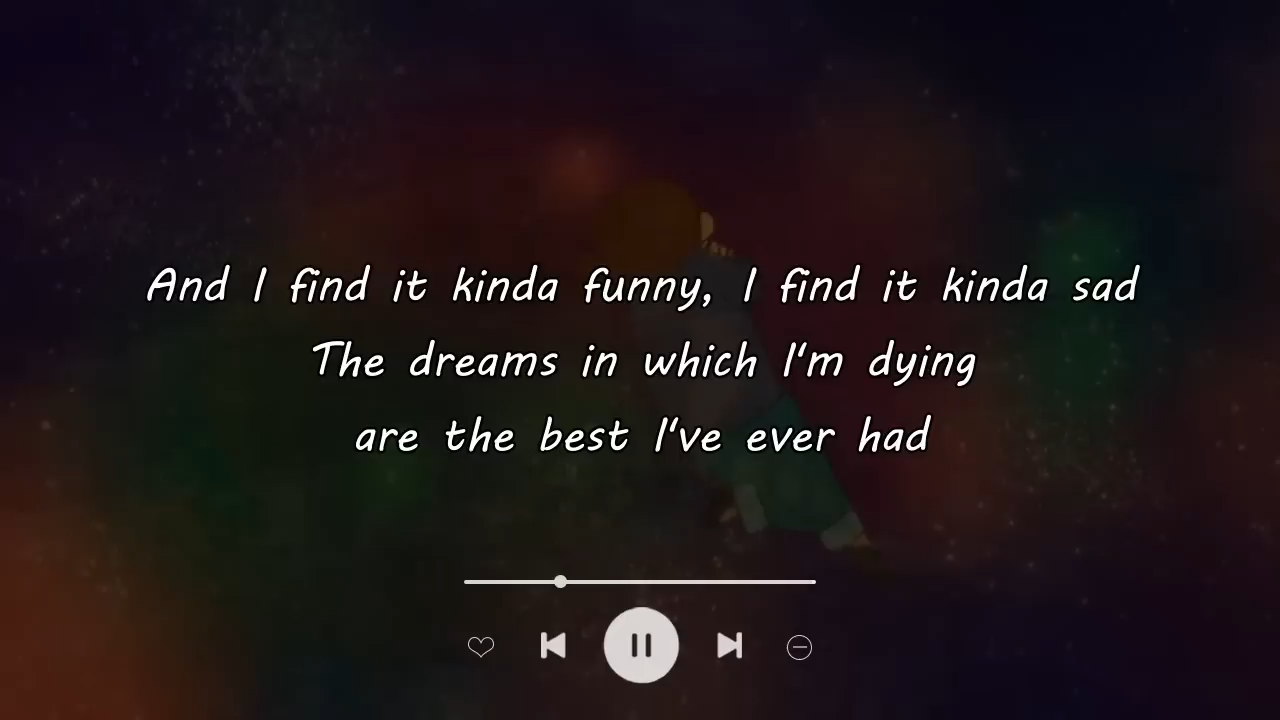 And I find it kinda funny, I find it kinda sad
The dreams in which I'm dying
are the best I've ever had